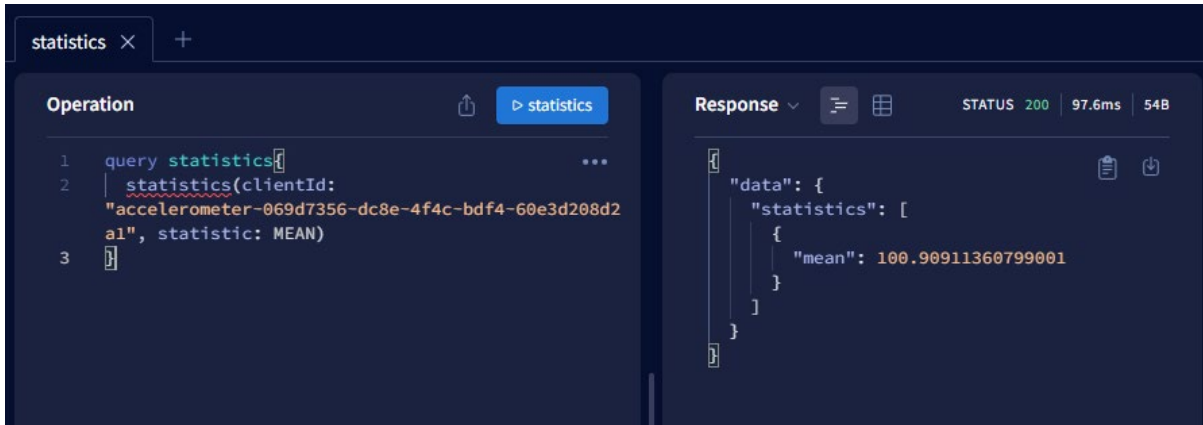 statistics
Operation
statistics
1 query statistics{
2 statistics(clientId:
"accelerometer-069d7356-dc8e-4f4c-bdf4-60e3d208d2
a1", statistic: MEAN)
3 }
Response
STATUS 200 97.6ms 54B
{
"data": {
"statistics": [
{
"mean": 100.90911360799001
}
]
}
}